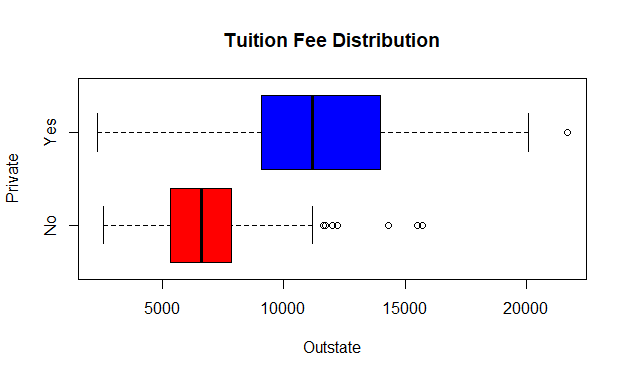 Tuition Fee Distribution
Private
Yes
No
5000 10000 15000 20000
Outstate